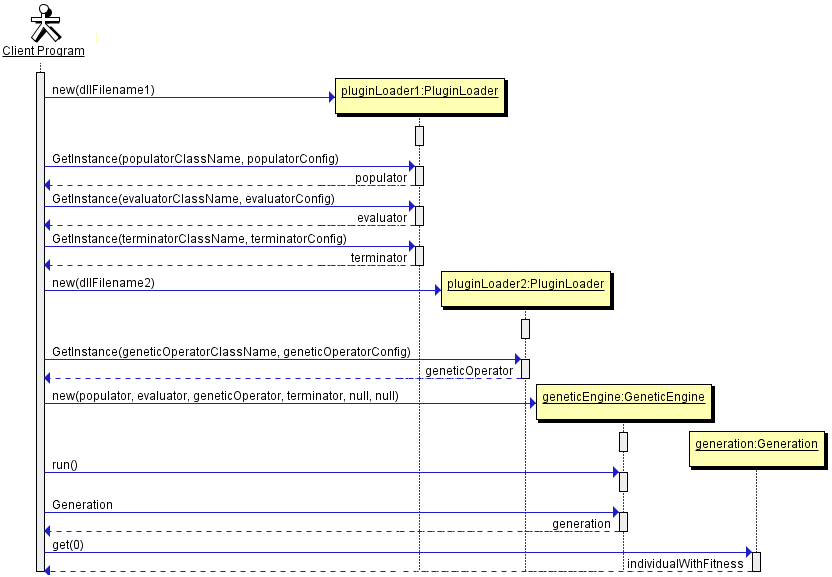 Client Program
new(dllFilename1)
pluginLoader1:PluginLoader
GetInstance(populatorClassName, populatorConfig)
populator
GetInstance(evaluatorClassName, evaluatorConfig)
evaluator
GetInstance(terminatorClassName, terminatorConfig)
terminator
new(dllFilename2)
pluginLoader2:PluginLoader
GetInstance(geneticOperatorClassName, geneticOperatorConfig)
geneticOperator
new(populator, evaluator, geneticOperator, terminator, null, null)
geneticEngine:GeneticEngine
generation:Generation
run()
Generation
generation
get(0)
individualWithFitness